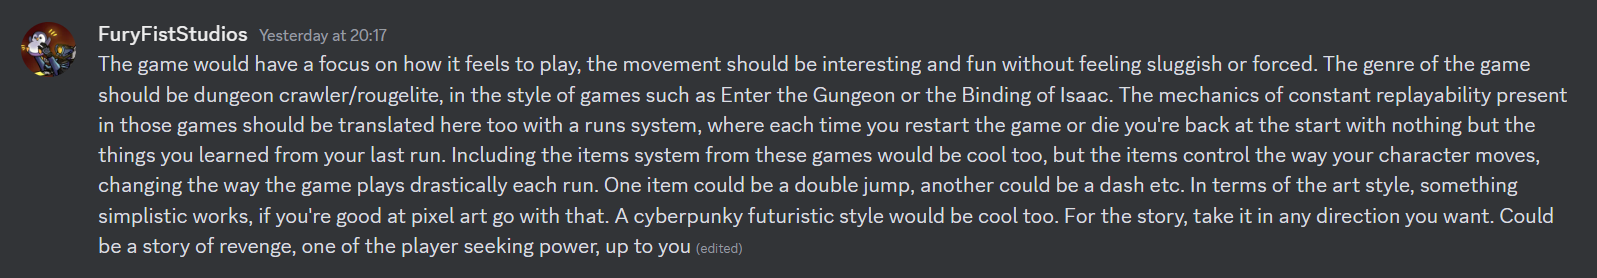 FuryFistStudios Yesterday at 20:17
The game would have a focus on how it feels to play, the movement should be interesting and fun without feeling sluggish or forced. The genre of the game
should be dungeon crawler/rougelite, in the style of games such as Enter the Gungeon or the Binding of Isaac. The mechanics of constant replayability present
in those games should be translated here too with a runs system, where each time you restart the game or die you're back at the start with nothing but the
things you learned from your last run. Including the items system from these games would be cool too, but the items control the way your character moves,
changing the way the game plays drastically each run. One item could be a double jump, another could be a dash etc. In terms of the art style, something
simplistic works, if you're good at pixel art go with that. A cyberpunky futuristic style would be cool too. For the story, take it in any direction you want. Could
be a story of revenge, one of the player seeking power, up to you (edited)